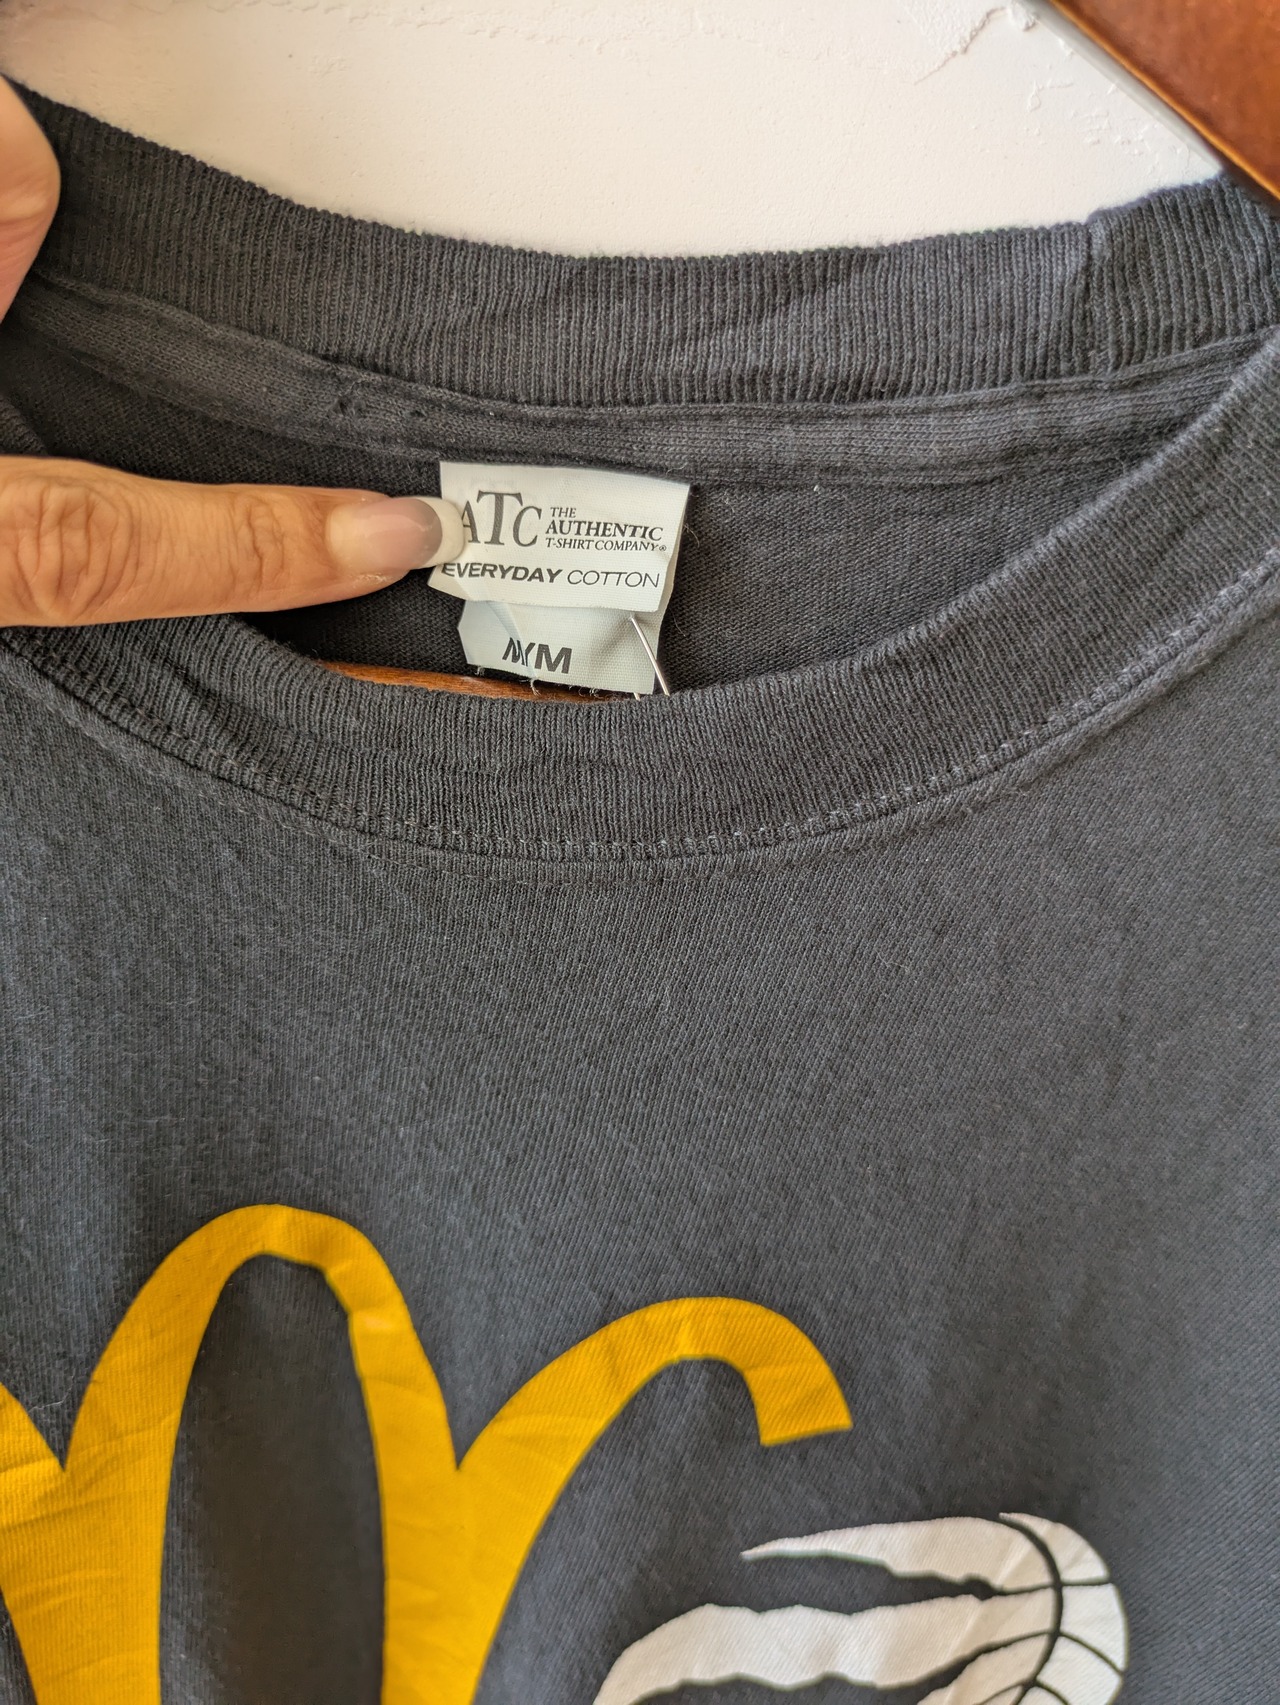 ATC THE
AUTHENTIC
T-SHIRT COMPANY®
EVERYDAY COTTON
M/M